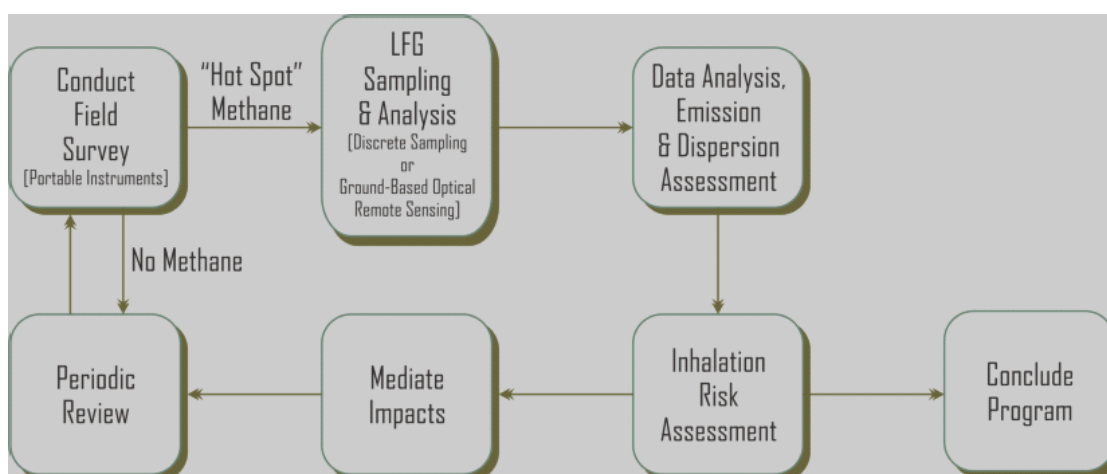 Conduct
Field
Survey
[Portable Instruments]
“Hot Spot”
Methane
LFG
Sampling
& Analysis
[Discrete Sampling
or
Ground-Based Optical
Remote Sensing]
Data Analysis,
Emission
& Dispersion
Assessment
No Methane
Periodic
Review
Mediate
Impacts
Inhalation
Risk
Assessment
Conclude
Program